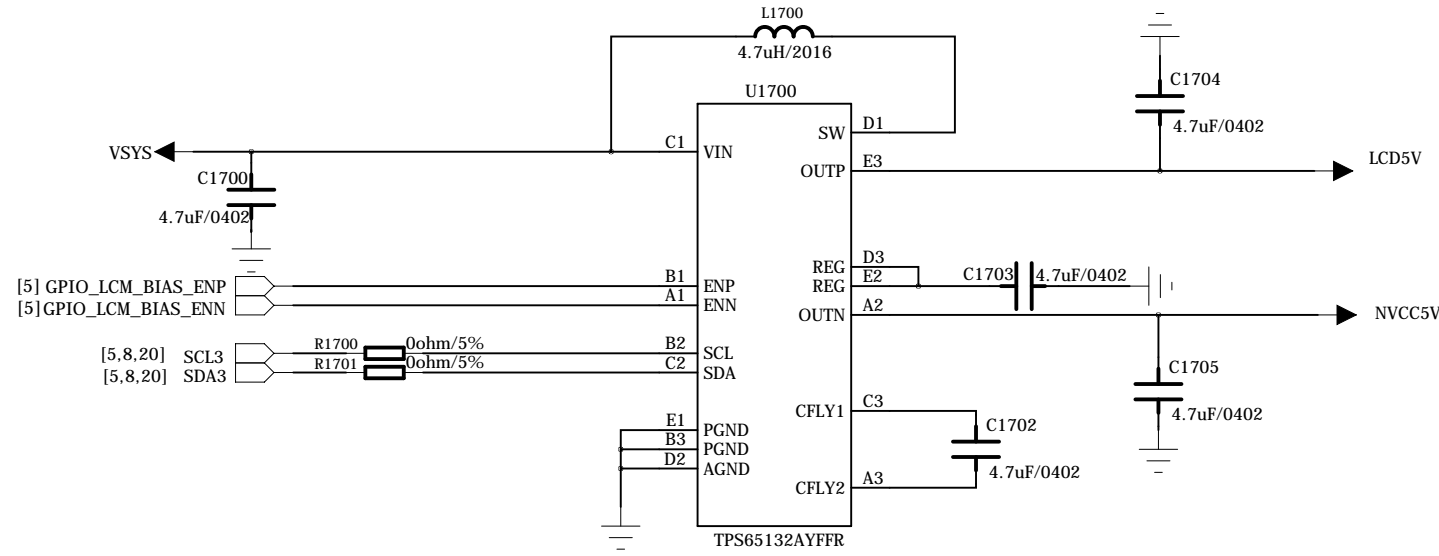 L1700
4.7uH/2016
U1700
C1704
4.7uF/0402
VSYS
C1
VIN
SW
D1
OUTP
E3
LCD5V
C1700
4.7uF/0402
REG
D3
REG
E2
C1703
4.7uF/0402
[5] GPIO_LCM_BIAS_ENP
B1
ENP
[5] GPIO_LCM_BIAS_ENN
A1
ENN
OUTN
A2
NVCC5V
[5,8,20] SCL3
R1700
0ohm/5%
B2
SCL
[5,8,20] SDA3
R1701
0ohm/5%
C2
SDA
C1705
4.7uF/0402
CFLY1
C3
C1702
4.7uF/0402
E1
PGND
B3
PGND
D2
AGND
CFLY2
A3
TPS65132AYFFR